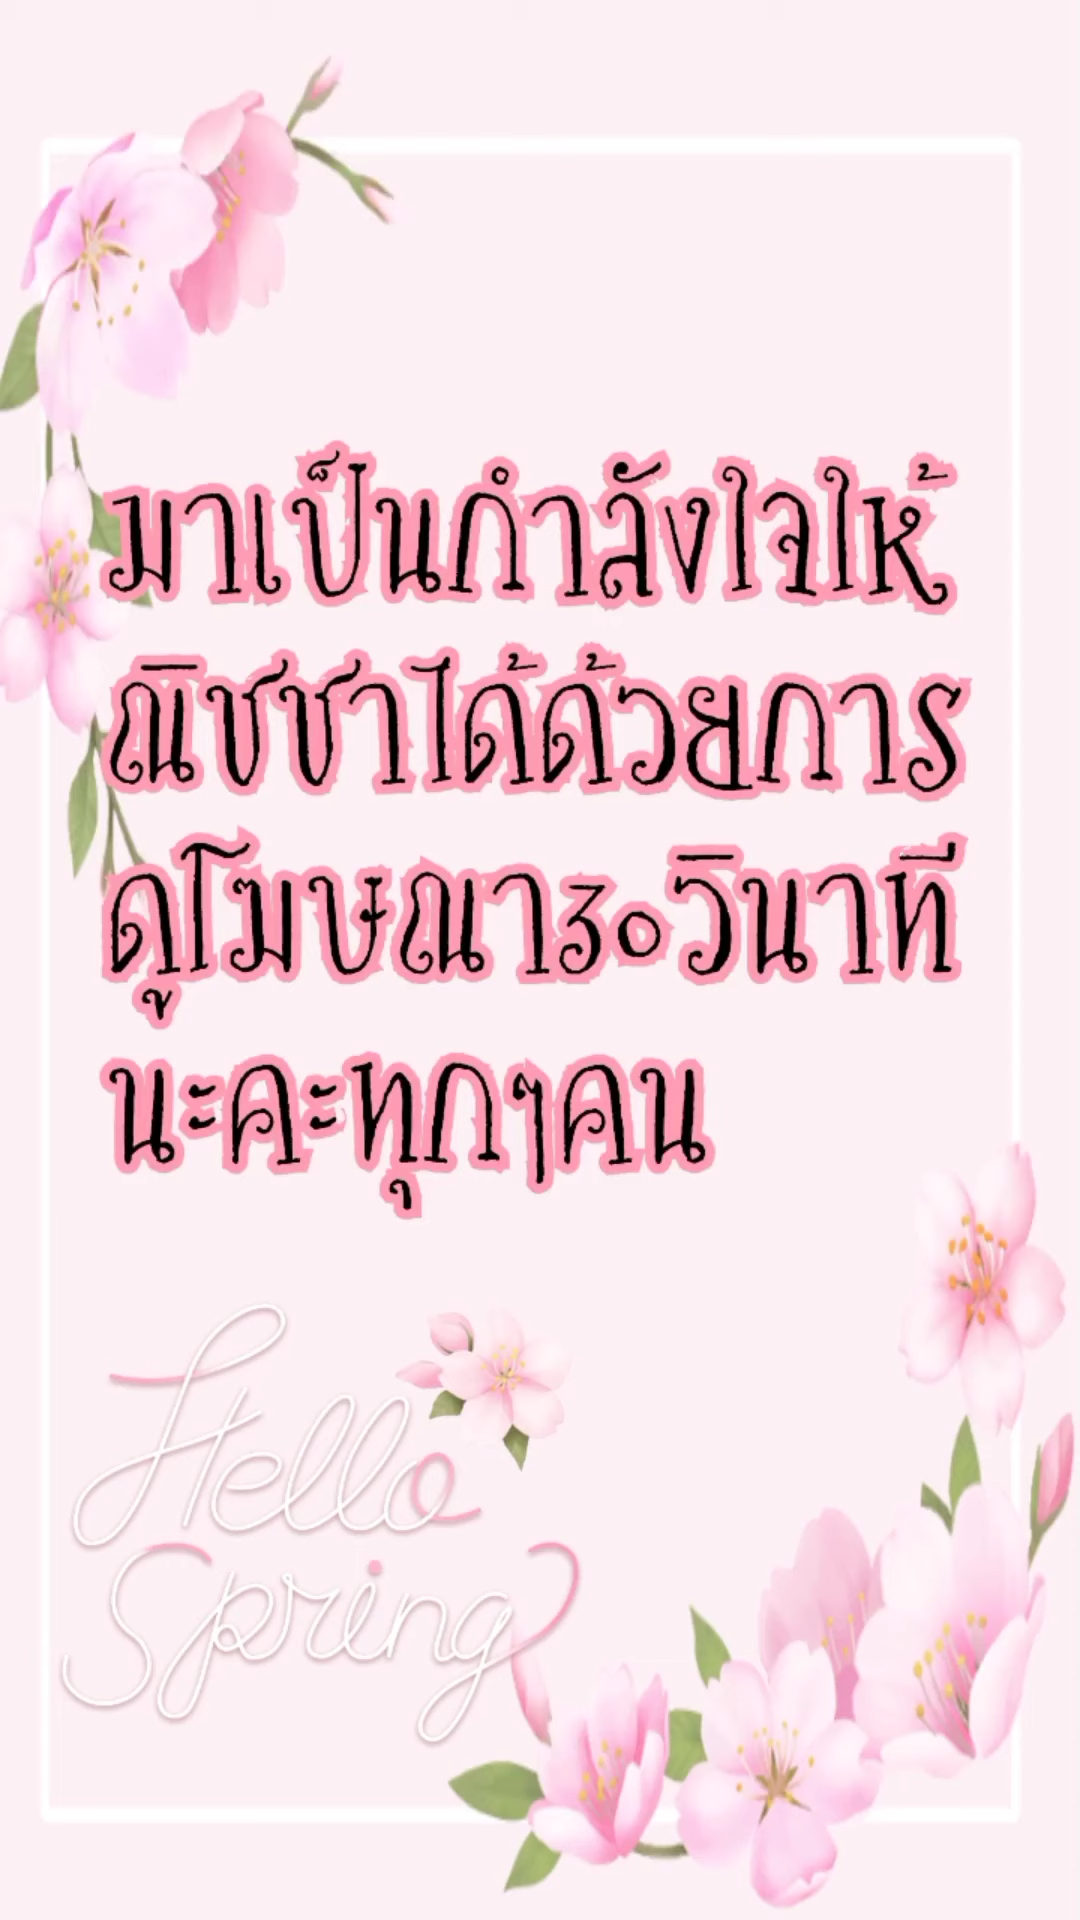 มาเป็นกำลังใจให้
ณิชชาได้ด้วยการ
ดูโฆษณา30วินาที
นะคะทุกๆคน
Hello
Spring